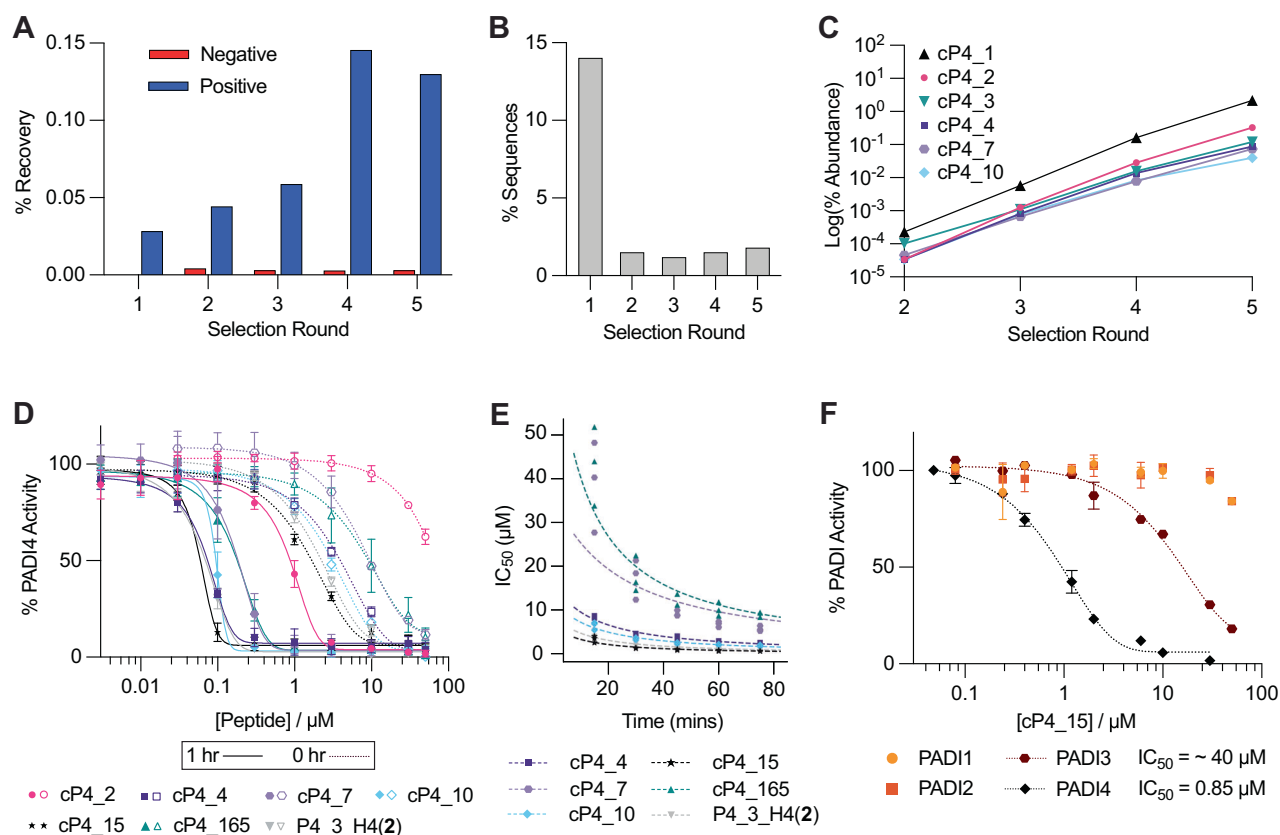 A
% Recovery
0.15
0.10
0.05
0.00
Negative
Positive
1 2 3 4 5
Selection Round
B
% Sequences
15
10
5
0
1 2 3 4 5
Selection Round
C
Log(% Abundance)
10²
10¹
10⁰
10⁻¹
10⁻²
10⁻³
10⁻⁴
10⁻⁵
cP4_1
cP4_2
cP4_3
cP4_4
cP4_7
cP4_10
2 3 4 5
Selection Round
D
% PADI4 Activity
100
50
0
0.01 0.1 1 10 100
[Peptide] / µM
1 hr 0 hr
cP4_2 cP4_4 cP4_7 cP4_10
cP4_15 cP4_165 P4_3_H4(2)
E
IC₅₀ (µM)
50
40
30
20
10
0
20 40 60 80
Time (mins)
cP4_4 cP4_15
cP4_7 cP4_165
cP4_10 P4_3_H4(2)
F
% PADI Activity
100
50
0
0.1 1 10
[cP4_15] / µM
PADI1 PADI3 IC₅₀ = ~ 40 µM
PADI2 PADI4 IC₅₀ = 0.85 µM